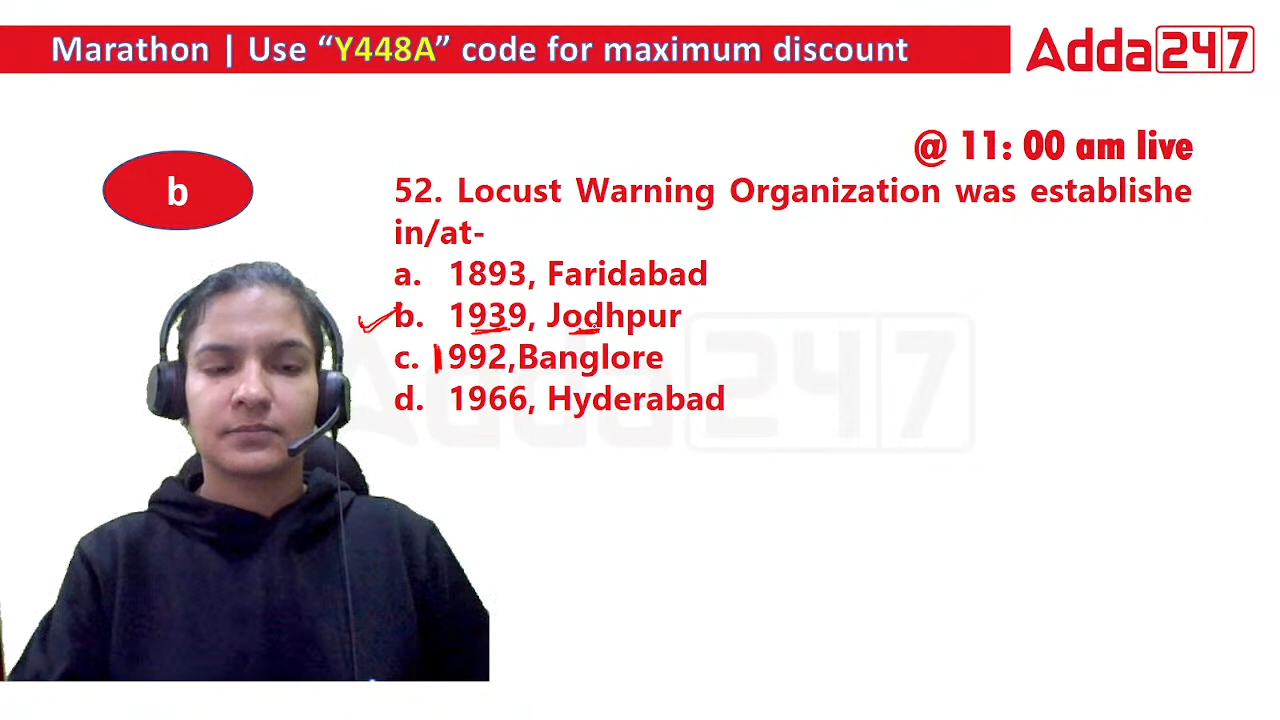 Marathon | Use “Y448A” code for maximum discount
Adda247
@ 11: 00 am live
b
52. Locust Warning Organization was establishe
in/at-
a. 1893, Faridabad
b. 1939, Jodhpur
c. 1992,Banglore
d. 1966, Hyderabad
Adda247